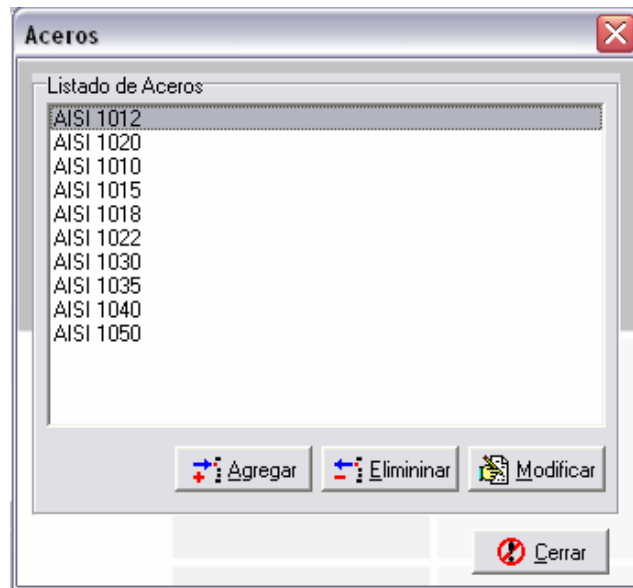 Aceros
Listado de Aceros
AISI 1012
AISI 1020
AISI 1010
AISI 1015
AISI 1018
AISI 1022
AISI 1030
AISI 1035
AISI 1040
AISI 1050
Agregar Elimininar Modificar
Cerrar